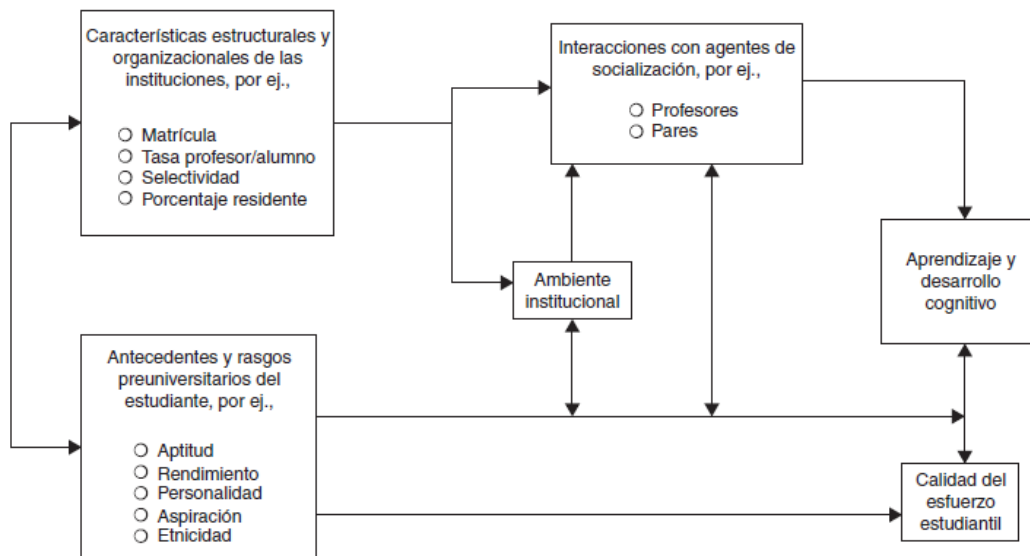 Características estructurales y
organizacionales de las
instituciones, por ej.,
Matrícula
Tasa profesor/alumno
Selectividad
Porcentaje residente
Interacciones con agentes de
socialización, por ej.,
Profesores
Pares
Ambiente
institucional
Aprendizaje y
desarrollo
cognitivo
Antecedentes y rasgos
preuniversitarios del
estudiante, por ej.,
Aptitud
Rendimiento
Personalidad
Aspiración
Etnicidad
Calidad del
esfuerzo
estudiantil